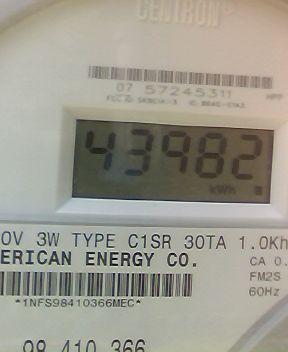 CENTRON
07 57245311
43982
kWh
0V 3W TYPE C1SR 30TA 1.0Kh
ERICAN ENERGY CO.
CA 0.
FM2S
*1NFS98410366MEC*
60Hz
98 410 366